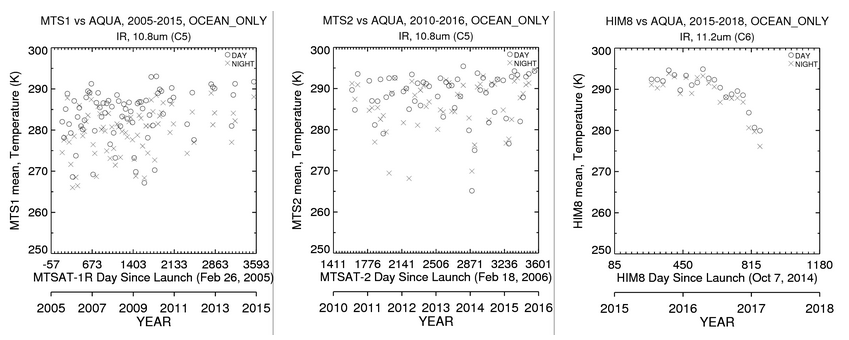 MTS1 vs AQUA, 2005-2015, OCEAN_ONLY
IR, 10.8um (C5)
MTS1 mean, Temperature (K)
300
290
280
270
260
250
DAY
NIGHT
-57 673 1403 2133 2863 3593
MTSAT-1R Day Since Launch (Feb 26, 2005)
2005 2007 2009 2011 2013 2015
YEAR
MTS2 vs AQUA, 2010-2016, OCEAN_ONLY
IR, 10.8um (C5)
MTS2 mean, Temperature (K)
300
290
280
270
260
250
DAY
NIGHT
1411 1776 2141 2506 2871 3236 3601
MTSAT-2 Day Since Launch (Feb 18, 2006)
2010 2011 2012 2013 2014 2015 2016
YEAR
HIM8 vs AQUA, 2015-2018, OCEAN_ONLY
IR, 11.2um (C6)
HIM8 mean, Temperature (K)
300
290
280
270
260
250
DAY
NIGHT
85 450 815 1180
HIM8 Day Since Launch (Oct 7, 2014)
2015 2016 2017 2018
YEAR